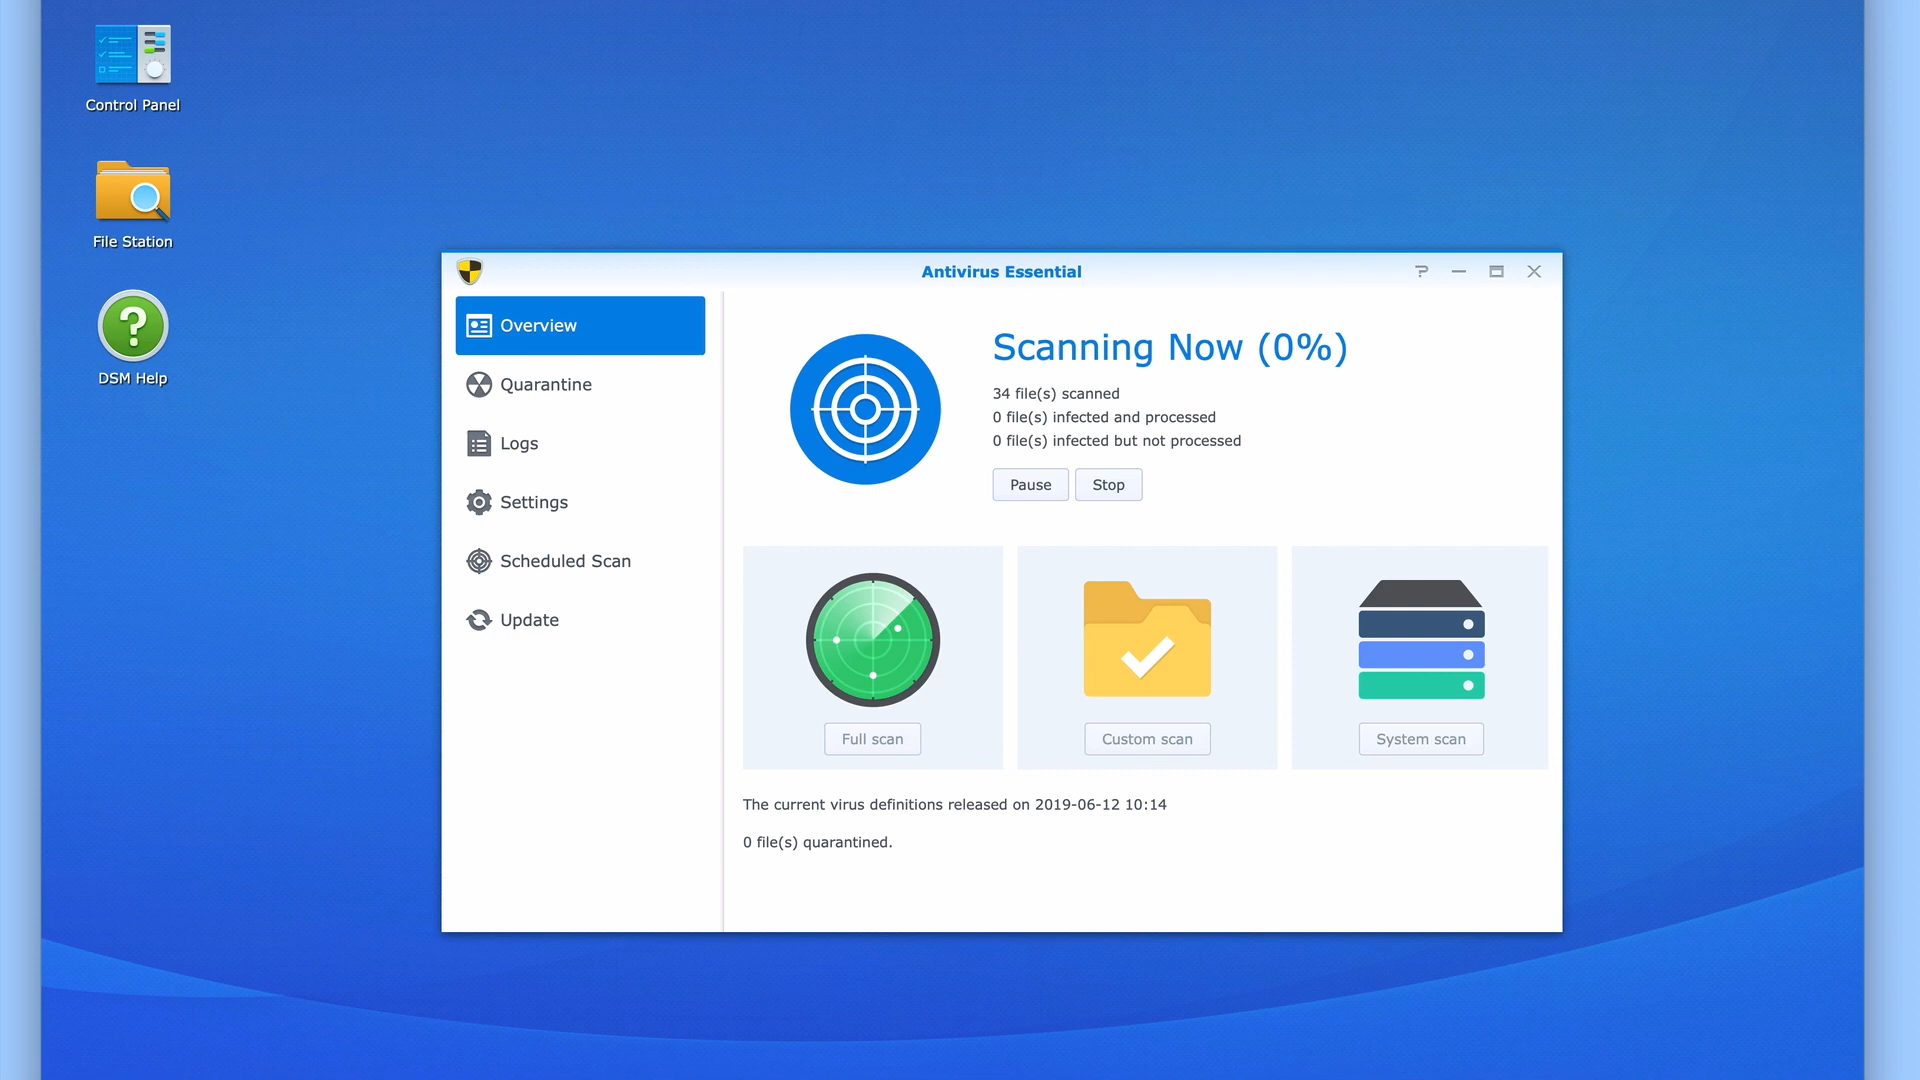 Control Panel
File Station
DSM Help
Antivirus Essential
Overview
Quarantine
Logs
Settings
Scheduled Scan
Update
Scanning Now (0%)
34 file(s) scanned
0 file(s) infected and processed
0 file(s) infected but not processed
Pause
Stop
Full scan
Custom scan
System scan
The current virus definitions released on 2019-06-12 10:14
0 file(s) quarantined.